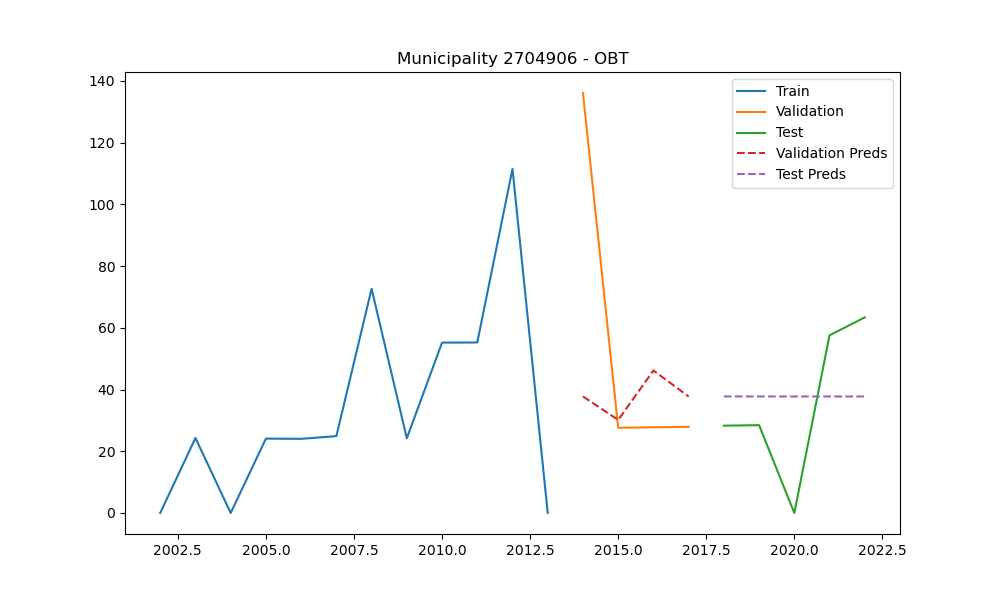 Municipality 2704906 - OBT
140
120
100
80
60
40
20
0
2002.5
2005.0
2007.5
2010.0
2012.5
2015.0
2017.5
2020.0
2022.5
Train
Validation
Test
Validation Preds
Test Preds